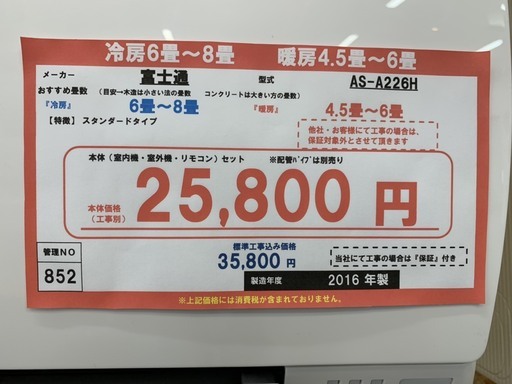 冷房6畳～8畳　暖房4.5畳～6畳
メーカー 富士通 型式 AS-A226H
おすすめ畳数 (目安→木造は小さい法の畳数 コンクリートは大きい方の畳数)
『冷房』 6畳～8畳 『暖房』 4.5畳～6畳
【特徴】スタンダードタイプ
他社・お客様にて工事の場合は、
保証対象外とさせて頂きます
本体（室内機・室外機・リモコン）セット ※配管ﾊﾟｲﾌﾟは別売り
本体価格
(工事別)
25,800 円
標準工事込み価格
35,800 円
管理NO
852
当社にて工事の場合は『保証』付き
製造年度 2016 年製
※上記価格には消費税が含まれておりません。